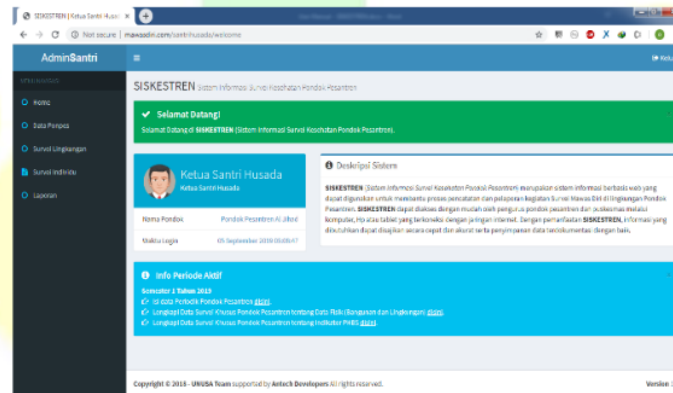 SISKESTREN | Ketua Santri Husa
Not secure | mawaddn.com/santrihusada/welcome
AdminSantri
Kelu
Home
Data Ponpes
Survei Lingkungan
Survei Individu
Laporan
SISKESTREN Sistem Informasi Survei Kesehatan Pondok Pesantren
Selamat Datang!
Selamat Datang di SISKESTREN (Sistem Informasi Survei Kesehatan Pondok Pesantren).
Ketua Santri Husada
Ketua Santri Husada
Nama Pondok Pondok Pesantren Al Jihad
Waktu Login 05 September 2019
Deskripsi Sistem
SISKESTREN (Sistem Informasi Survei Kesehatan Pondok Pesantren) merupakan sistem informasi berbasis web yang
dapat digunakan untuk membantu proses pencatatan dan pelaporan kegiatan Survei Mawas Diri di lingkungan Pondok
Pesantren. SISKESTREN dapat diakses dengan mudah oleh pengurus pondok pesantren dan puskesmas melalui
komputer, Hp atau tablet yang terkoneksi dengan jaringan internet. Dengan pemanfaatan SISKESTREN, informasi yang
dibutuhkan dapat disajikan secara cepat dan akurat serta penyimpanan data terdokumentasi dengan baik.
Info Periode Aktif
Semester 1 Tahun 2019
Isi data Periodik Pondok Pesantren disini.
Lengkapi Data Survei Khusus Pondok Pesantren tentang Data Fisik (Bangunan dan Lingkungan) disini.
Lengkapi Data Survei Khusus Pondok Pesantren tentang Indikator PHBS disini.
Copyright © 2018 - UNUSA Team supported by Antech Developers All rights reserved.
Version